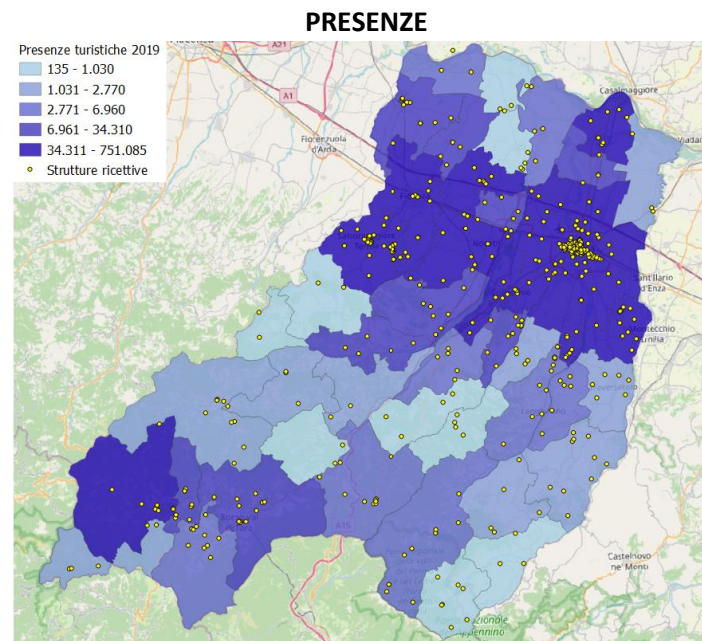 PRESENZE
Presenze turistiche 2019
135 - 1.030
1.031 - 2.770
2.771 - 6.960
6.961 - 34.310
34.311 - 751.085
Strutture ricettive
A21
A1
Casalmaggiore
Fiorenzuola
d'Arda
Viadan
Sant'Ilario
d'Enza
Montecchio
A15
Castelnovo
ne' Monti